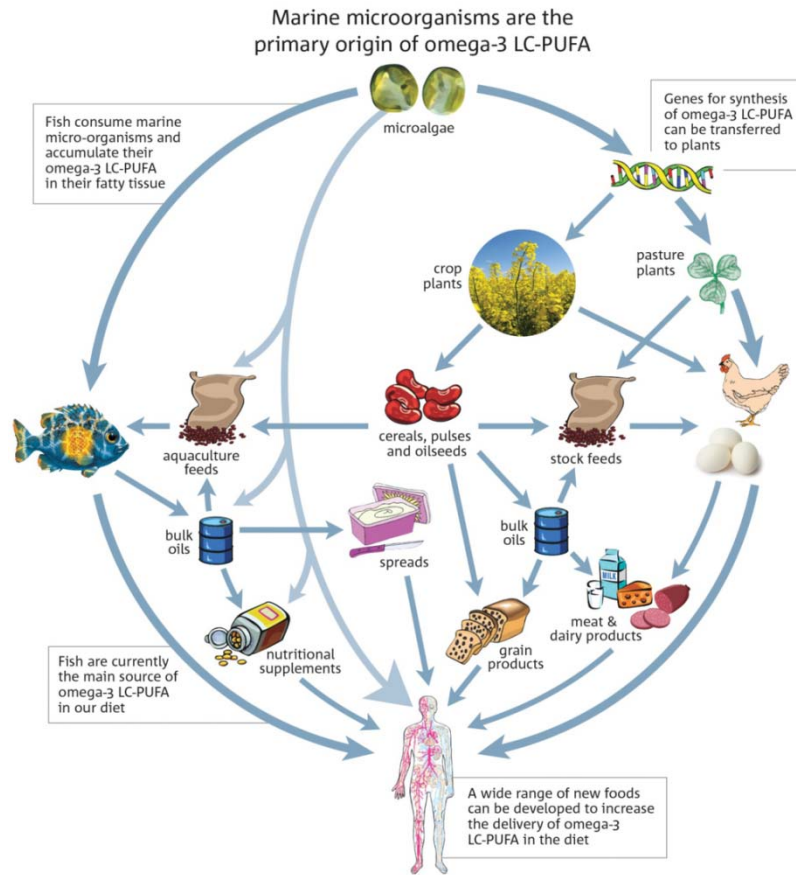 Marine microorganisms are the
primary origin of omega-3 LC-PUFA
microalgae
Fish consume marine
micro-organisms and
accumulate their
omega-3 LC-PUFA
in their fatty tissue
Genes for synthesis
of omega-3 LC-PUFA
can be transferred
to plants
crop
plants
pasture
plants
aquaculture
feeds
cereals, pulses
and oilseeds
stock feeds
bulk
oils
spreads
bulk
oils
MILK
meat &
dairy products
nutritional
supplements
grain
products
Fish are currently
the main source of
omega-3 LC-PUFA
in our diet
A wide range of new foods
can be developed to increase
the delivery of omega-3
LC-PUFA in the diet